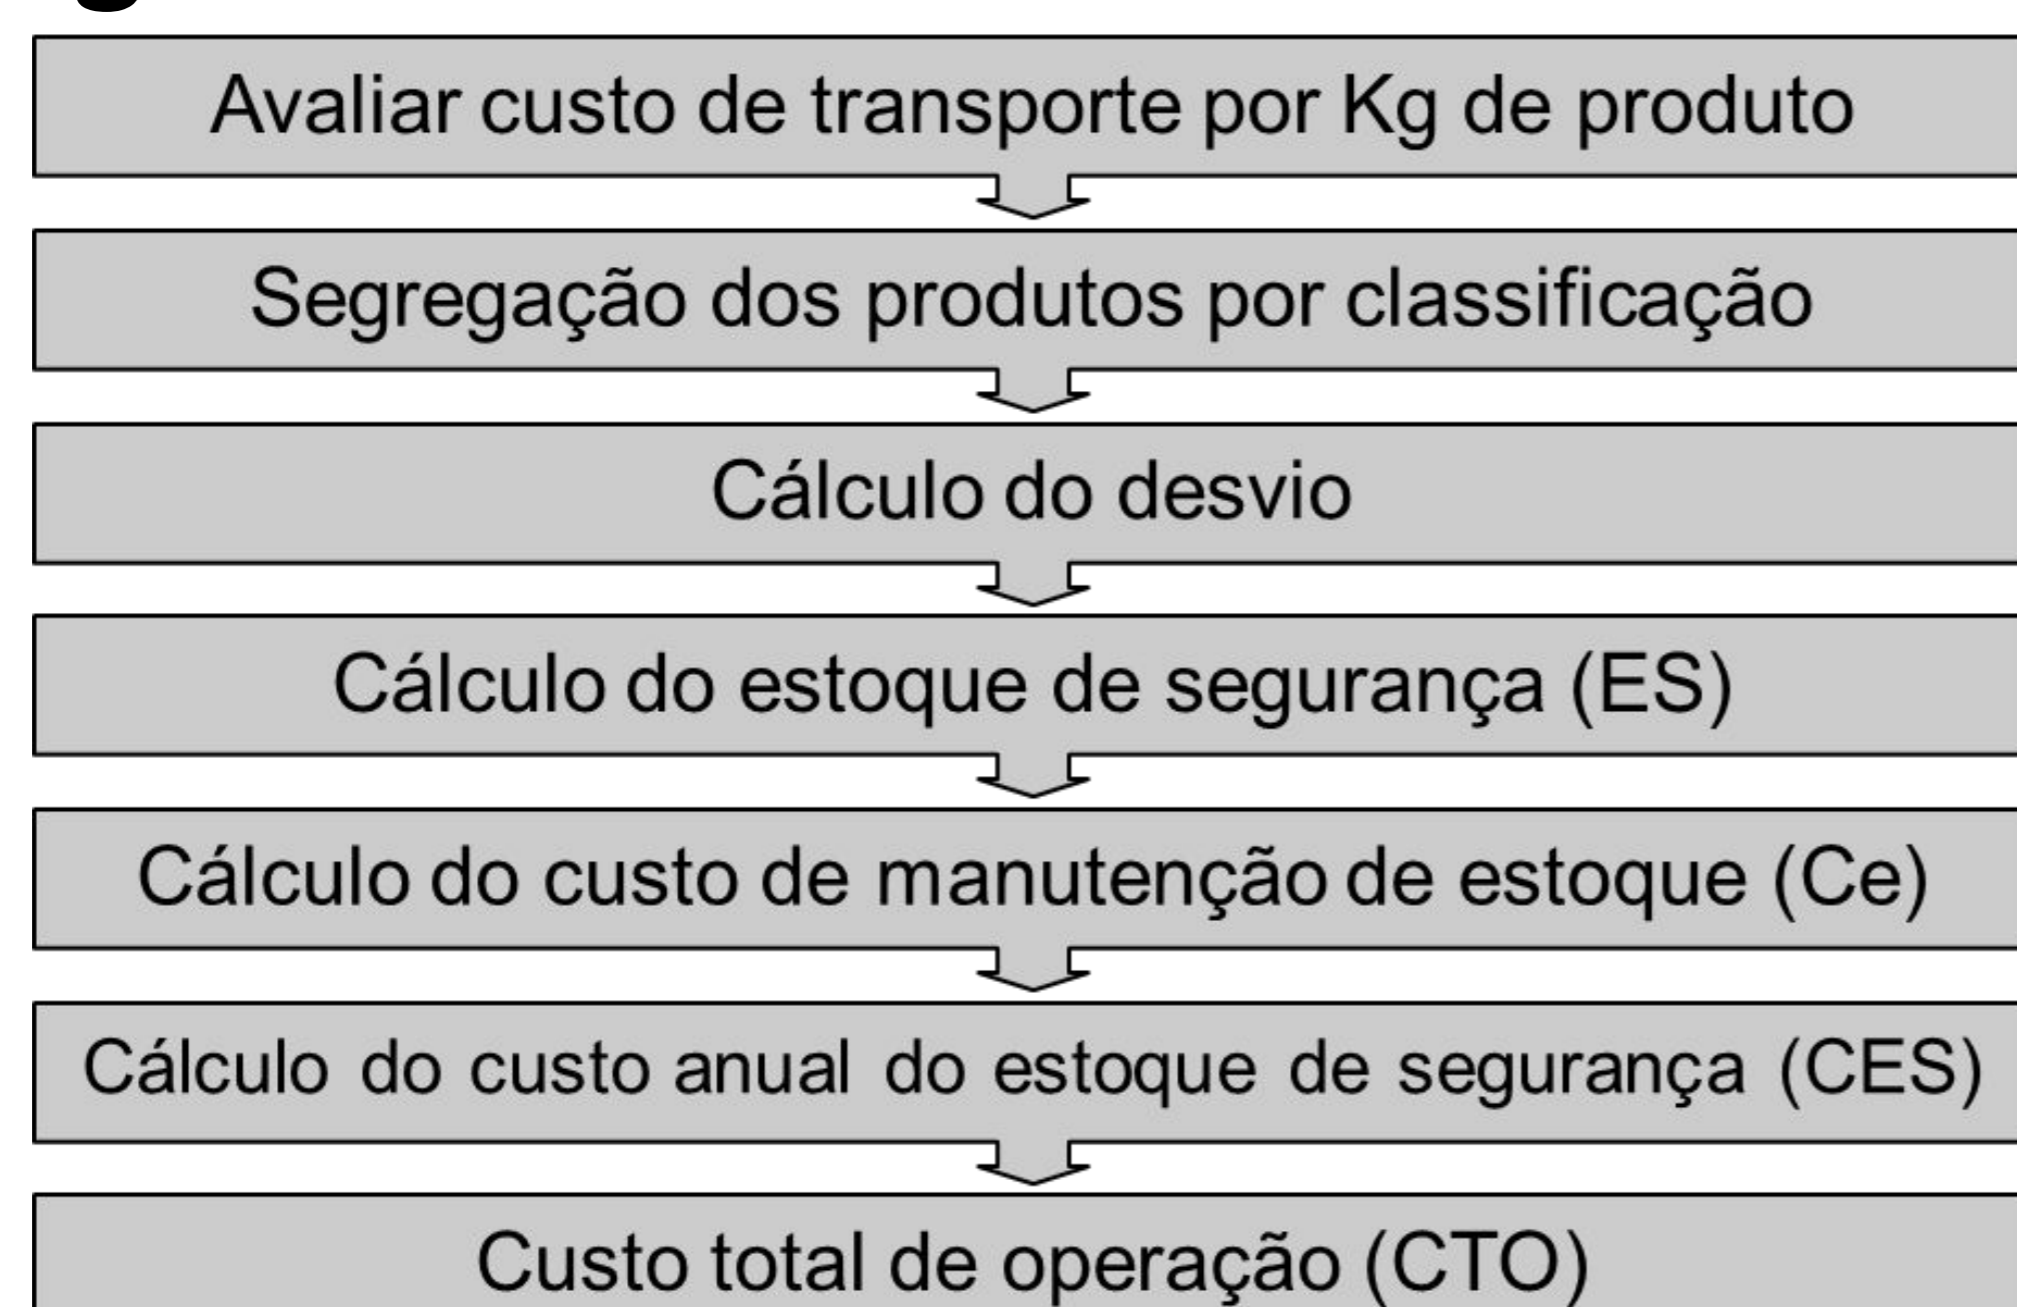 Avaliar custo de transporte por Kg de produto
Segregação dos produtos por classificação
Cálculo do desvio
Cálculo do estoque de segurança (ES)
Cálculo do custo de manutenção de estoque (Ce)
Cálculo do custo anual do estoque de segurança (CES)
Custo total de operação (CTO)